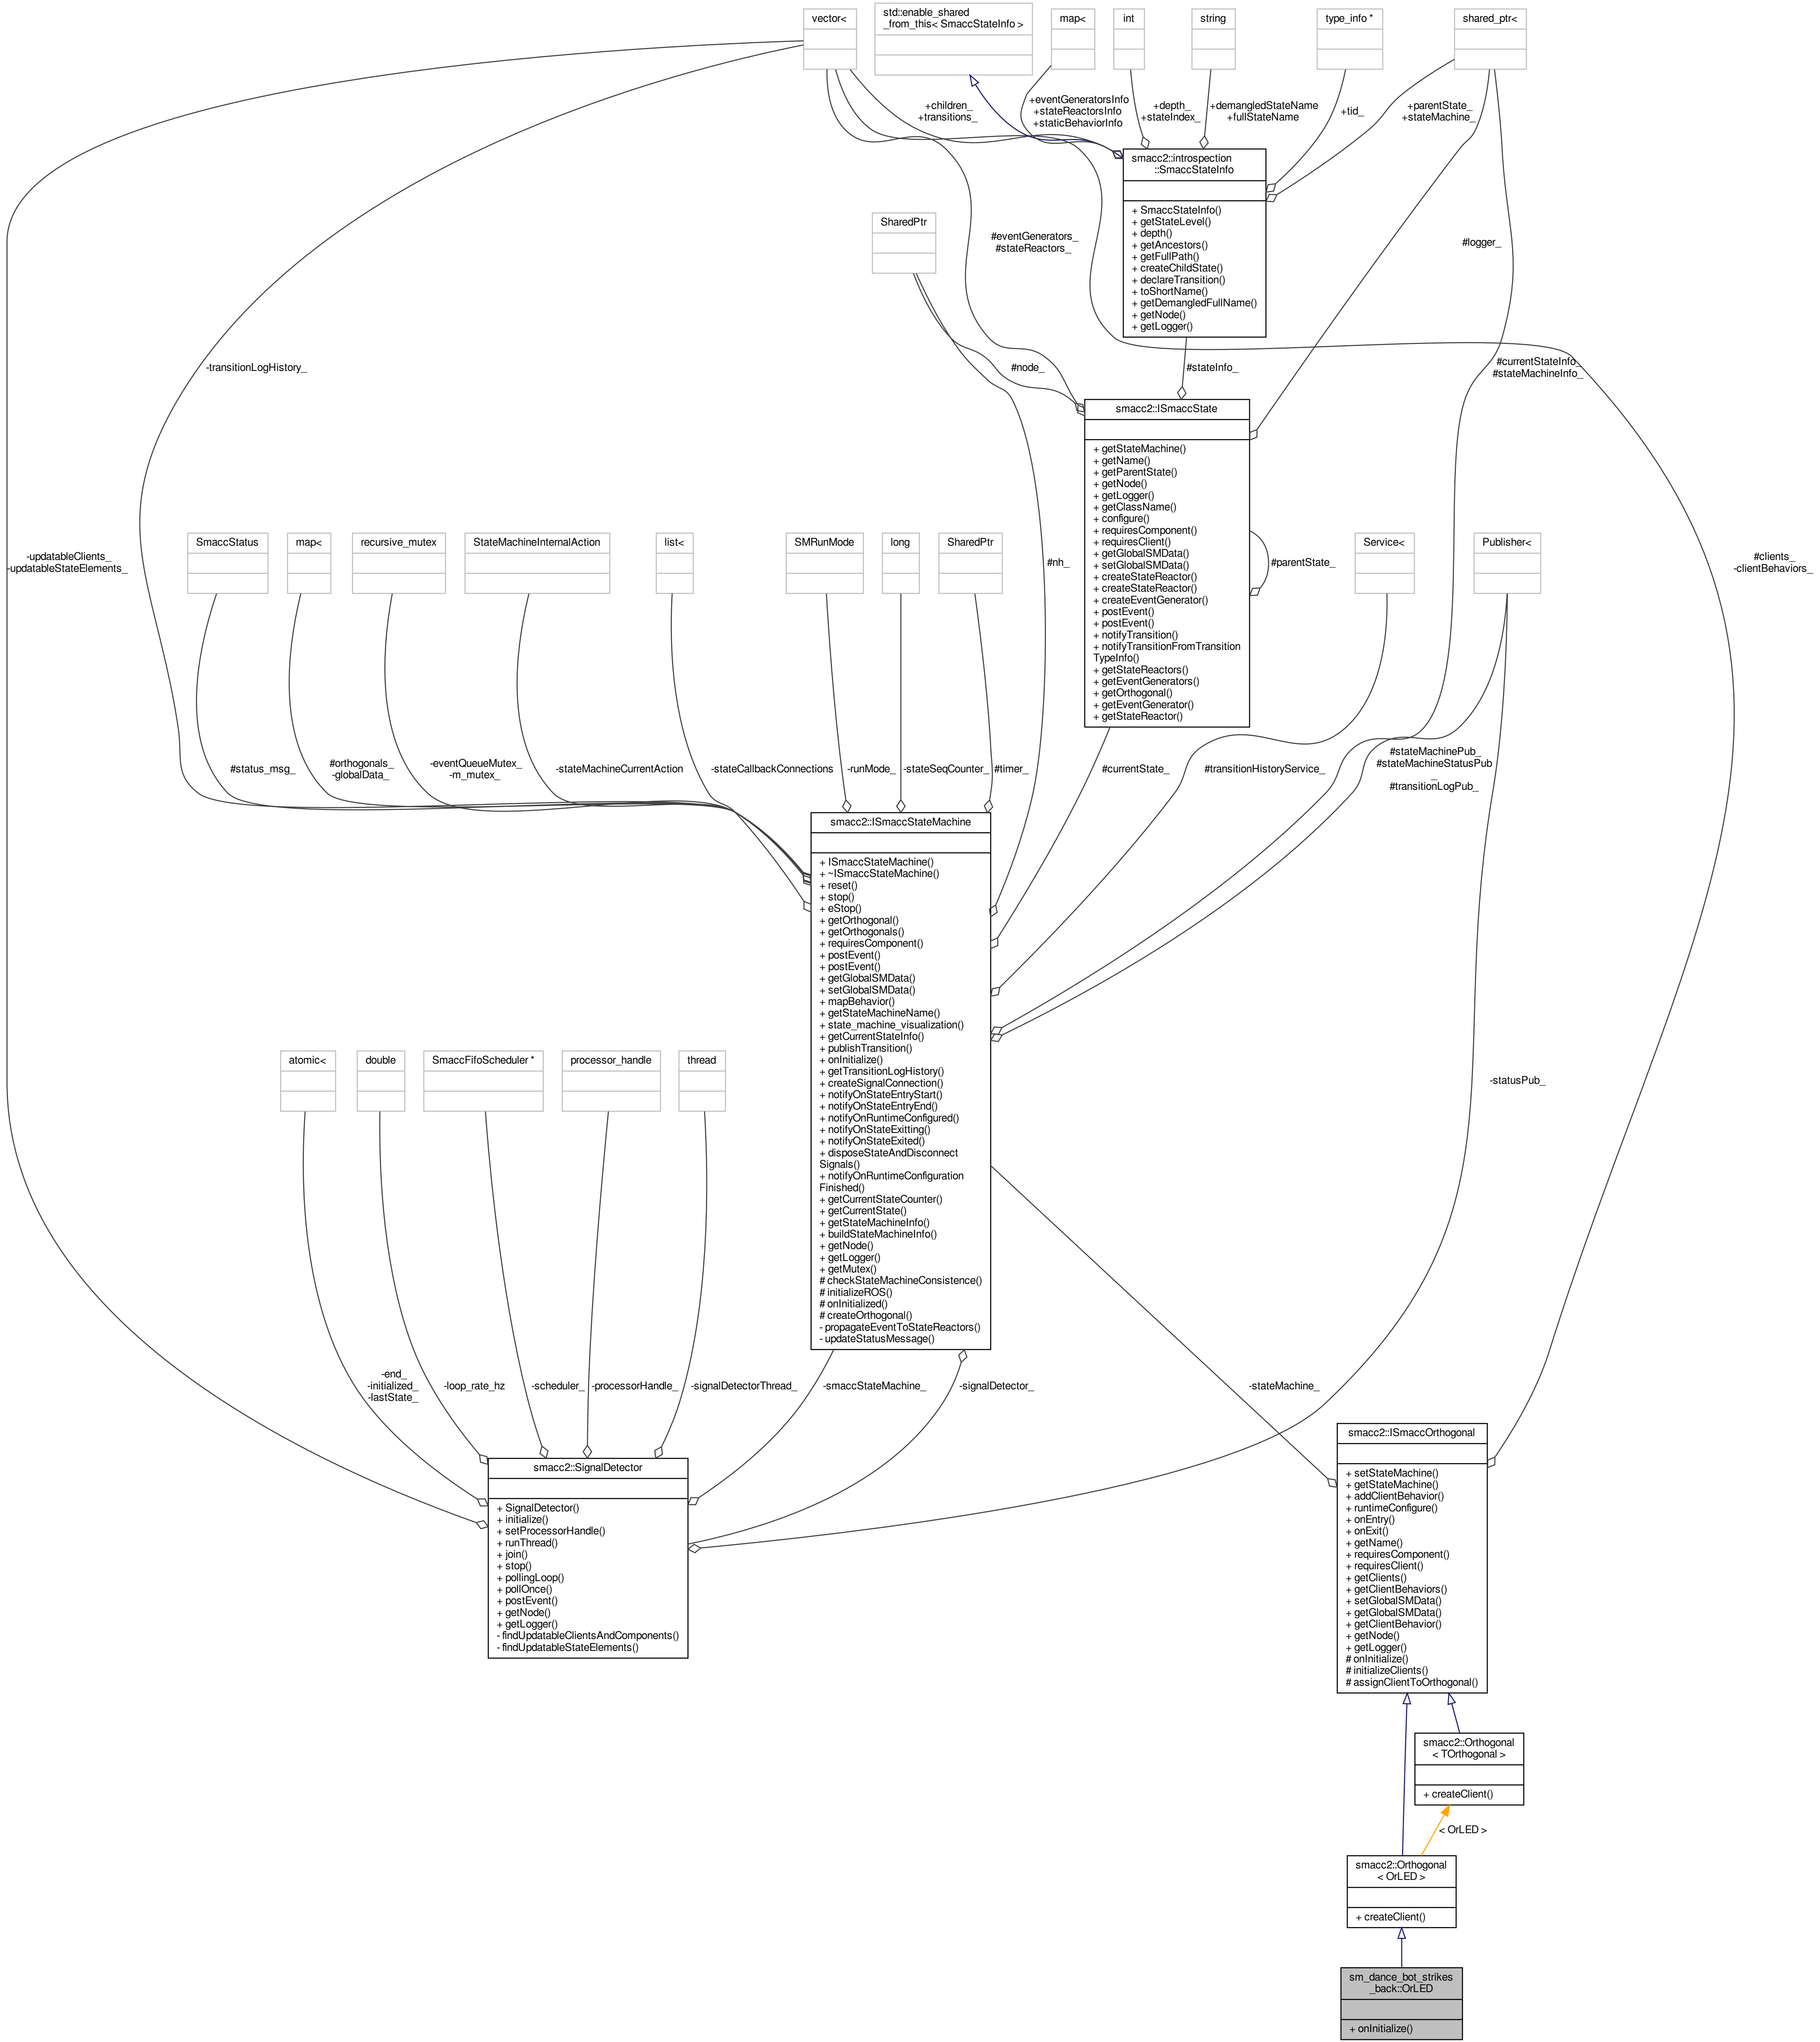 vector<
std::enable_shared
_from_this< SmaccStateInfo >
map<
int
string
type_info *
shared_ptr<
+children_
+transitions_
+eventGeneratorsInfo
+stateReactorsInfo
+staticBehaviorInfo
+depth_
+stateIndex_
+demangledStateName
+fullStateName
+tid_
+parentState_
+stateMachine_
smacc2::introspection
::SmaccStateInfo
+ SmaccStateInfo()
+ getStateLevel()
+ depth()
+ getAncestors()
+ getFullPath()
+ createChildState()
+ declareTransition()
+ toShortName()
+ getDemangledFullName()
+ getNode()
+ getLogger()
SharedPtr
#eventGenerators_
#stateReactors_
#logger_
-transitionLogHistory_
#node_
#stateInfo_
#currentStateInfo_
#stateMachineInfo_
smacc2::ISmaccState
+ getStateMachine()
+ getName()
+ getParentState()
+ getNode()
+ getLogger()
+ getClassName()
+ configure()
+ requiresComponent()
+ requiresClient()
+ getGlobalSMData()
+ setGlobalSMData()
+ createStateReactor()
+ createStateReactor()
+ createEventGenerator()
+ postEvent()
+ postEvent()
+ notifyTransition()
+ notifyTransitionFromTransition
TypeInfo()
+ getStateReactors()
+ getEventGenerators()
+ getOrthogonal()
+ getEventGenerator()
+ getStateReactor()
#parentState_
-updatableClients_
-updatableStateElements_
SmaccStatus
map<
recursive_mutex
StateMachineInternalAction
list<
SMRunMode
long
SharedPtr
#nh_
Service<
Publisher<
#clients_
-clientBehaviors_
#status_msg_
#orthogonals_
-globalData_
-eventQueueMutex_
-m_mutex_
-stateMachineCurrentAction
-stateCallbackConnections
-runMode_
-stateSeqCounter_
#timer_
#currentState_
#transitionHistoryService_
#stateMachinePub_
#stateMachineStatusPub
_
#transitionLogPub_
smacc2::ISmaccStateMachine
+ ISmaccStateMachine()
+ ~ISmaccStateMachine()
+ reset()
+ stop()
+ eStop()
+ getOrthogonal()
+ getOrthogonals()
+ requiresComponent()
+ postEvent()
+ postEvent()
+ getGlobalSMData()
+ setGlobalSMData()
+ mapBehavior()
+ getStateMachineName()
+ state_machine_visualization()
+ getCurrentStateInfo()
+ publishTransition()
+ onInitialize()
+ getTransitionLogHistory()
+ createSignalConnection()
+ notifyOnStateEntryStart()
+ notifyOnStateEntryEnd()
+ notifyOnRuntimeConfigured()
+ notifyOnStateExitting()
+ notifyOnStateExited()
+ disposeStateAndDisconnect
Signals()
+ notifyOnRuntimeConfiguration
Finished()
+ getCurrentStateCounter()
+ getCurrentState()
+ getStateMachineInfo()
+ buildStateMachineInfo()
+ getNode()
+ getLogger()
+ getMutex()
# checkStateMachineConsistence()
# initializeROS()
# onInitialized()
# createOrthogonal()
- propagateEventToStateReactors()
- updateStatusMessage()
atomic<
double
SmaccFifoScheduler *
processor_handle
thread
-statusPub_
-end_
-initialized_
-lastState_
-loop_rate_hz
-scheduler_
-processorHandle_
-signalDetectorThread_
-smaccStateMachine_
-signalDetector_
-stateMachine_
smacc2::SignalDetector
+ SignalDetector()
+ initialize()
+ setProcessorHandle()
+ runThread()
+ join()
+ stop()
+ pollingLoop()
+ pollOnce()
+ postEvent()
+ getNode()
+ getLogger()
- findUpdatableClientsAndComponents()
- findUpdatableStateElements()
smacc2::ISmaccOrthogonal
+ setStateMachine()
+ getStateMachine()
+ addClientBehavior()
+ runtimeConfigure()
+ onEntry()
+ onExit()
+ getName()
+ requiresComponent()
+ requiresClient()
+ getClients()
+ getClientBehaviors()
+ setGlobalSMData()
+ getGlobalSMData()
+ getClientBehavior()
+ getNode()
+ getLogger()
# onInitialize()
# initializeClients()
# assignClientToOrthogonal()
smacc2::Orthogonal
< TOrthogonal >
+ createClient()
< OrLED >
smacc2::Orthogonal
< OrLED >
+ createClient()
sm_dance_bot_strikes
_back::OrLED
+ onInitialize()